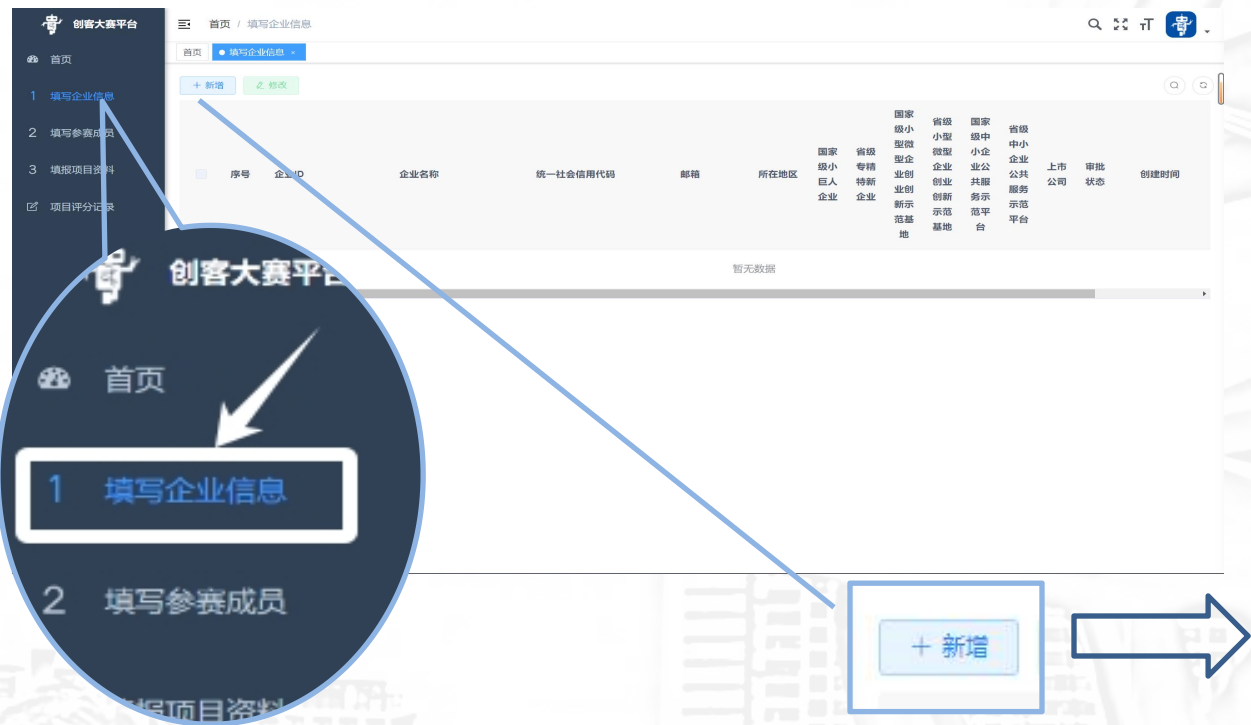 创客大赛平台
首页 / 填写企业信息
首页
填写企业信息 ×
首页
1 填写企业信息
2 填写参赛成员
3 填报项目资料
项目评分记录
+ 新增
修改
序号
企业ID
企业名称
统一社会信用代码
邮箱
所在地区
国家
级小
巨人
企业
省级
专精
特新
企业
国家
级小
型微
型企
业创
业创
新示
范基
地
省级
小型
微型
企业
创业
创新
示范
基地
国家
级中
小企
业公
共服
务示
范平
台
省级
中小
企业
公共
服务
示范
平台
上市
公司
审批
状态
创建时间
暂无数据
创客大赛平台
首页
1 填写企业信息
2 填写参赛成员
填报项目资料
+ 新增